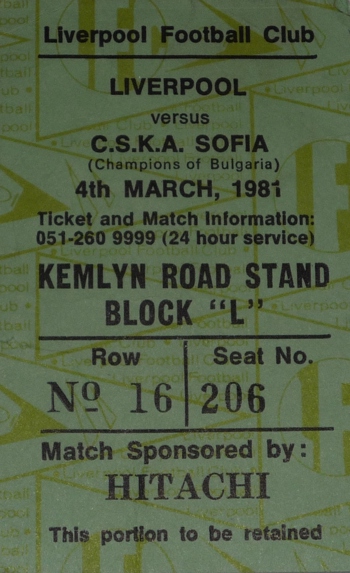 Liverpool Football Club
LIVERPOOL
versus
C.S.K.A. SOFIA
(Champions of Bulgaria)
4th MARCH, 1981
Ticket and Match Information:
051-260 9999 (24 hour service)
KEMLYN ROAD STAND
BLOCK “L”
Row Seat No.
Nº 16 206
Match Sponsored by:
HITACHI
This portion to be retained